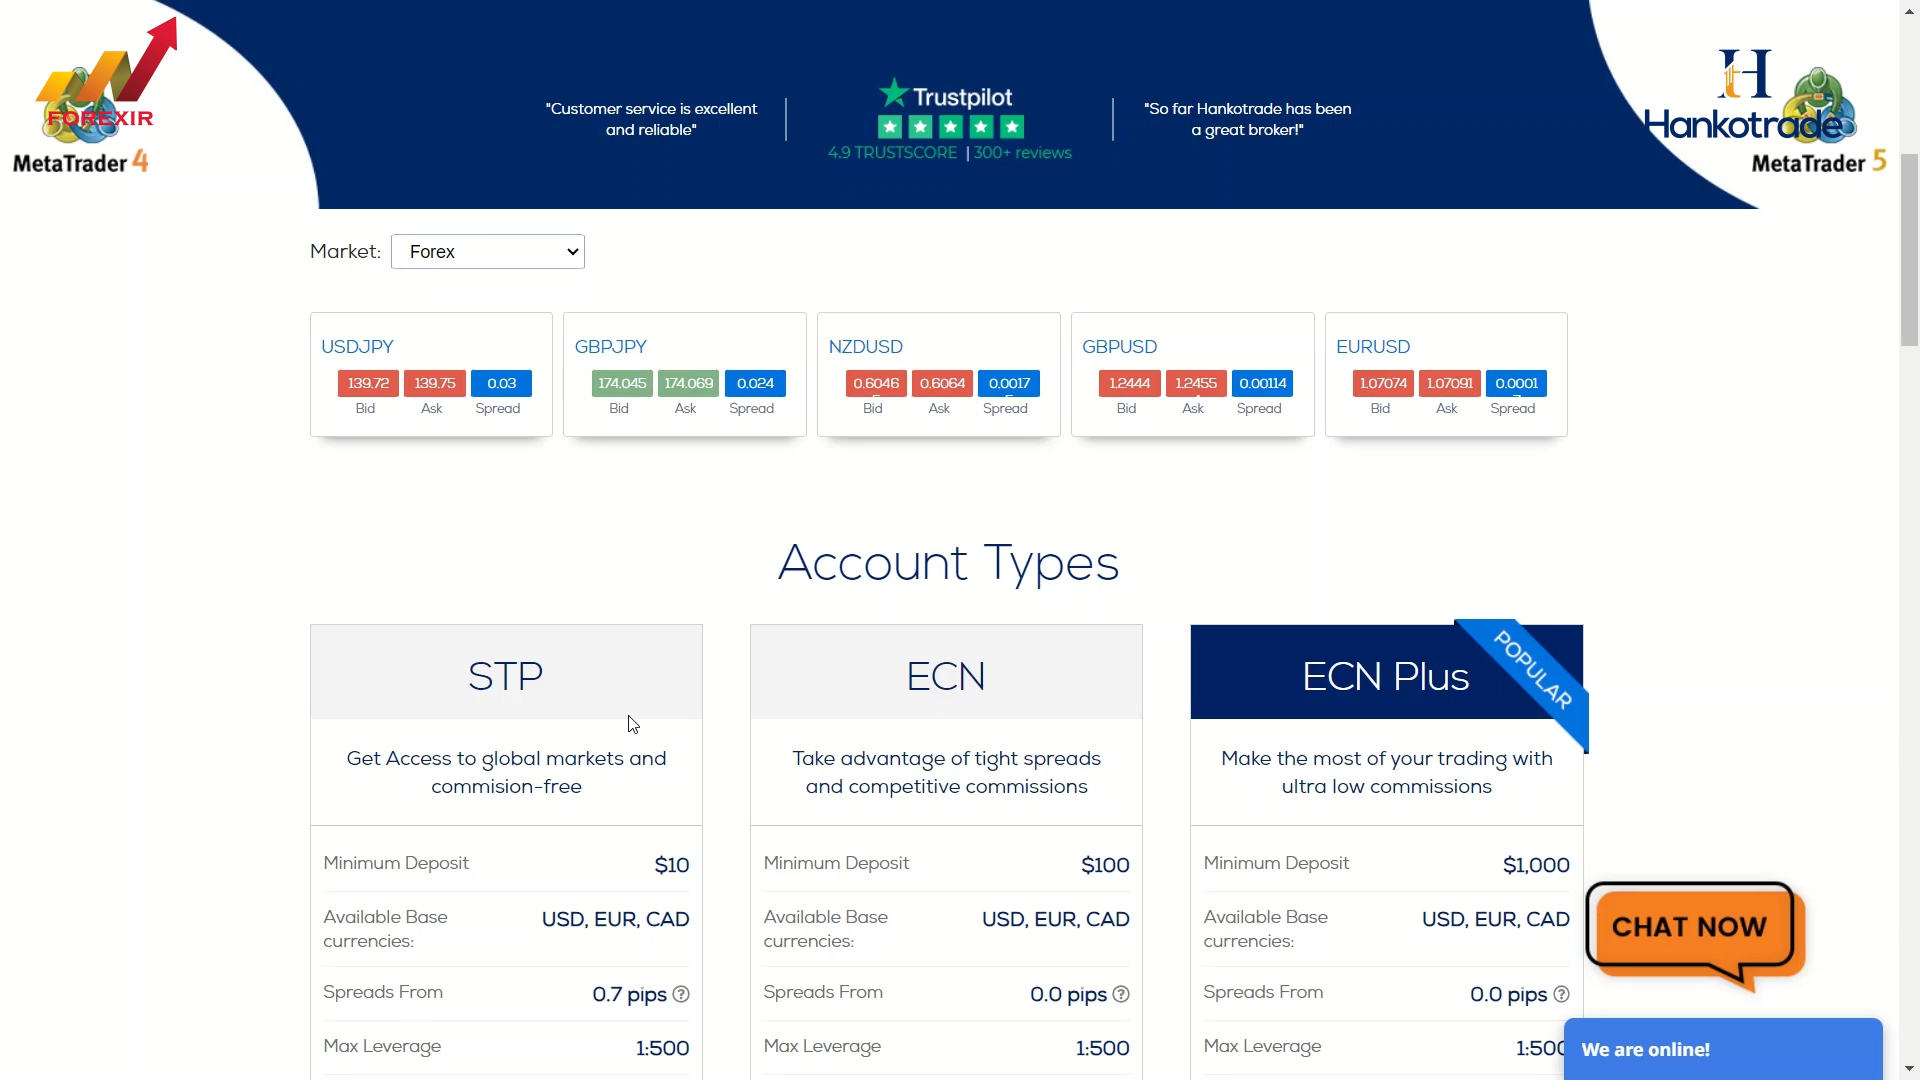 FOREXIR
MetaTrader 4
"Customer service is excellent
and reliable"
Trustpilot
4.9 TRUSTSCORE | 300+ reviews
"So far Hankotrade has been
a great broker!"
Hankotrade
MetaTrader 5
Market: Forex
USDJPY
139.72 139.75 0.03
Bid Ask Spread
GBPJPY
174.045 174.069 0.024
Bid Ask Spread
NZDUSD
0.6046 0.6064 0.0017
Bid Ask Spread
GBPUSD
1.2444 1.2455 0.00114
Bid Ask Spread
EURUSD
1.07074 1.07091 0.0001
Bid Ask Spread
Account Types
STP
Get Access to global markets and
commision-free
Minimum Deposit $10
Available Base
currencies: USD, EUR, CAD
Spreads From 0.7 pips ?
Max Leverage 1:500
ECN
Take advantage of tight spreads
and competitive commissions
Minimum Deposit $100
Available Base
currencies: USD, EUR, CAD
Spreads From 0.0 pips ?
Max Leverage 1:500
ECN Plus
POPULAR
Make the most of your trading with
ultra low commissions
Minimum Deposit $1,000
Available Base
currencies: USD, EUR, CAD
Spreads From 0.0 pips ?
Max Leverage 1:500
CHAT NOW
We are online!